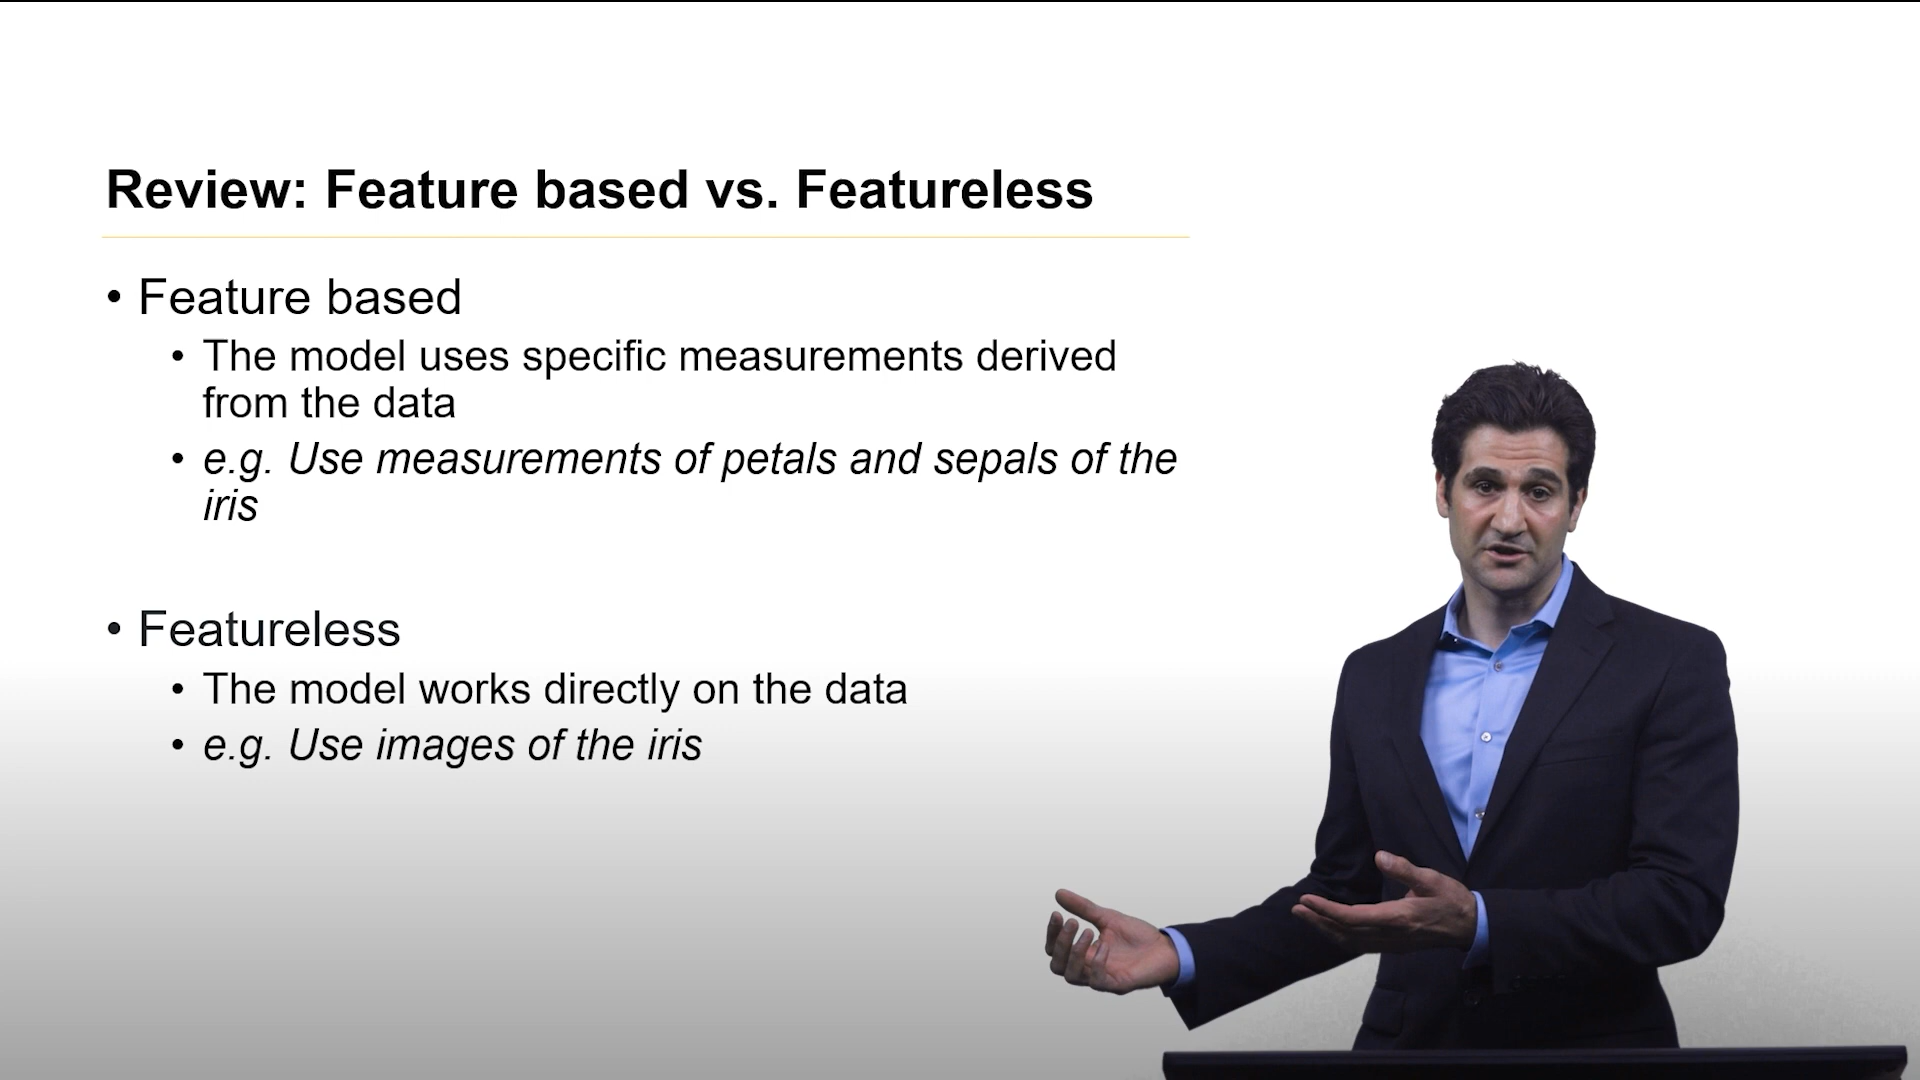 Review: Feature based vs. Featureless
• Feature based
• The model uses specific measurements derived
from the data
• e.g. Use measurements of petals and sepals of the
iris
• Featureless
• The model works directly on the data
• e.g. Use images of the iris